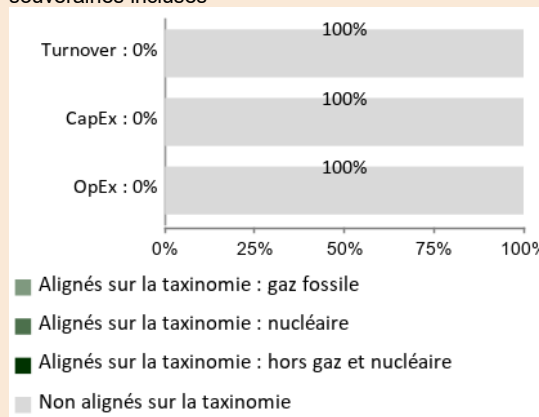 souveraines incluses
100%
Turnover : 0%
100%
CapEx : 0%
100%
OpEx : 0%
0% 25% 50% 75% 100%
Alignés sur la taxinomie : gaz fossile
Alignés sur la taxinomie : nucléaire
Alignés sur la taxinomie : hors gaz et nucléaire
Non alignés sur la taxinomie